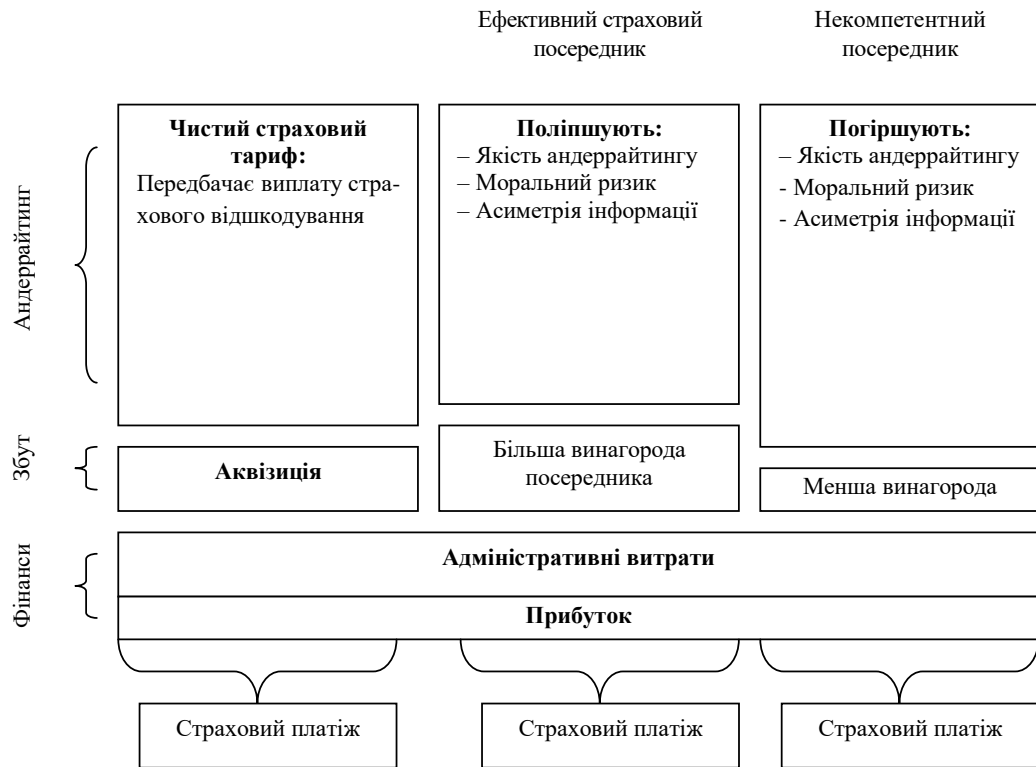 Ефективний страховий
посередник
Некомпетентний
посередник
Андеррайтинг
Чистий страховий
тариф:
Передбачає виплату стра-
хового відшкодування
Поліпшують:
– Якість андеррайтингу
– Моральний ризик
– Асиметрія інформації
Погіршують:
– Якість андеррайтингу
- Моральний ризик
- Асиметрія інформації
Збут
Аквізиція
Більша винагорода
посередника
Менша винагорода
Фінанси
Адміністративні витрати
Прибуток
Страховий платіж
Страховий платіж
Страховий платіж